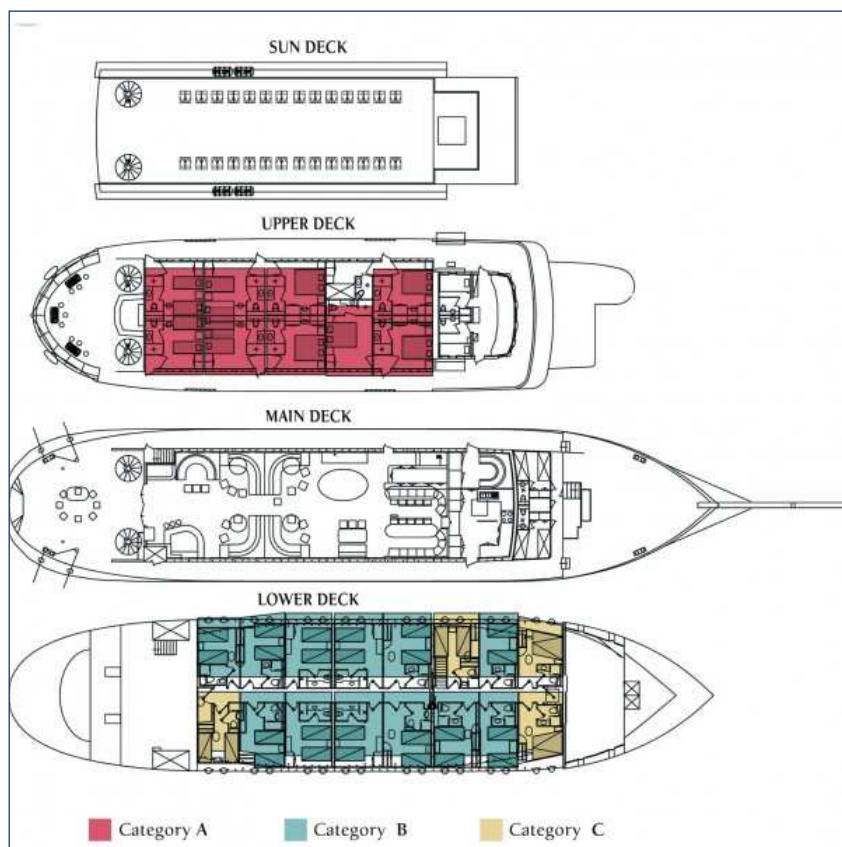 SUN DECK
UPPER DECK
MAIN DECK
LOWER DECK
Category A
Category B
Category C